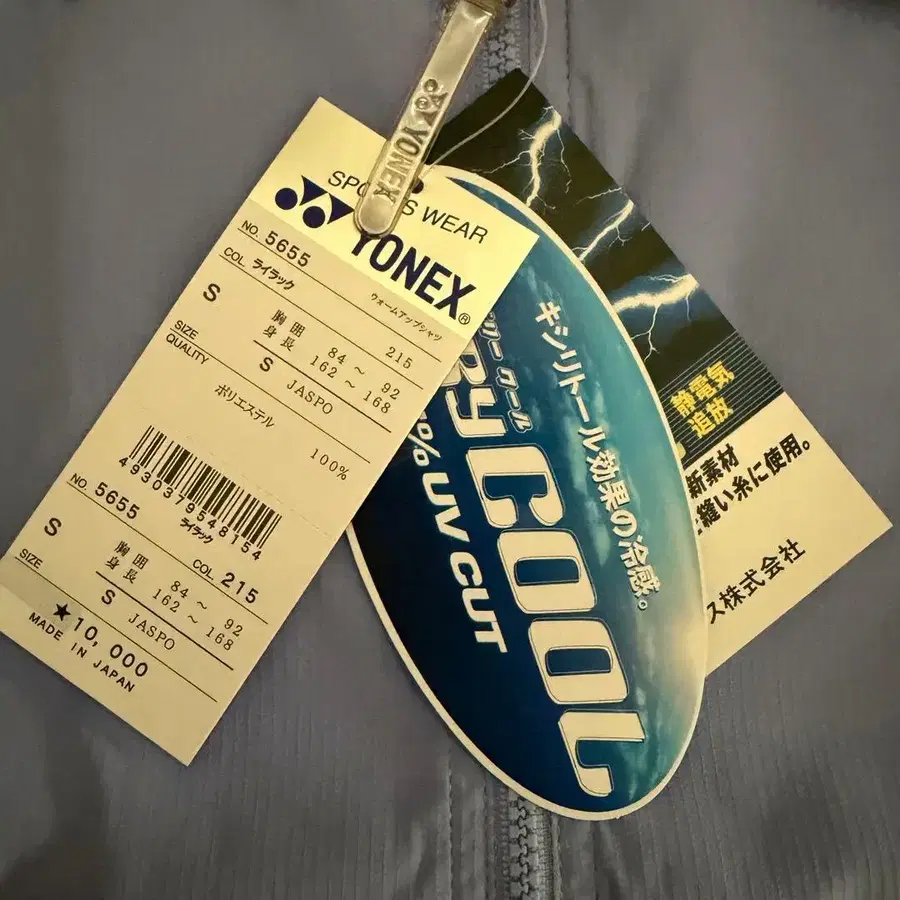 YONEX
SPORTS WEAR
YONEX®
NO. 5655
ウォームアップシャツ
COL. ライラック 215
S 胸囲 84 ～ 92
身長 162 ～ 168
SIZE S JASPO
QUALITY
ポリエステル 100%
4930379548154
ライラック
NO. 5655 COL. 215
S 胸囲 84 ～ 92
身長 162 ～ 168
SIZE S JASPO
★10,000
MADE IN JAPAN
キシリトール効果の冷感。
クール
COOL
% UV CUT
静電気
追放
新素材
縫い糸に使用。
ス株式会社